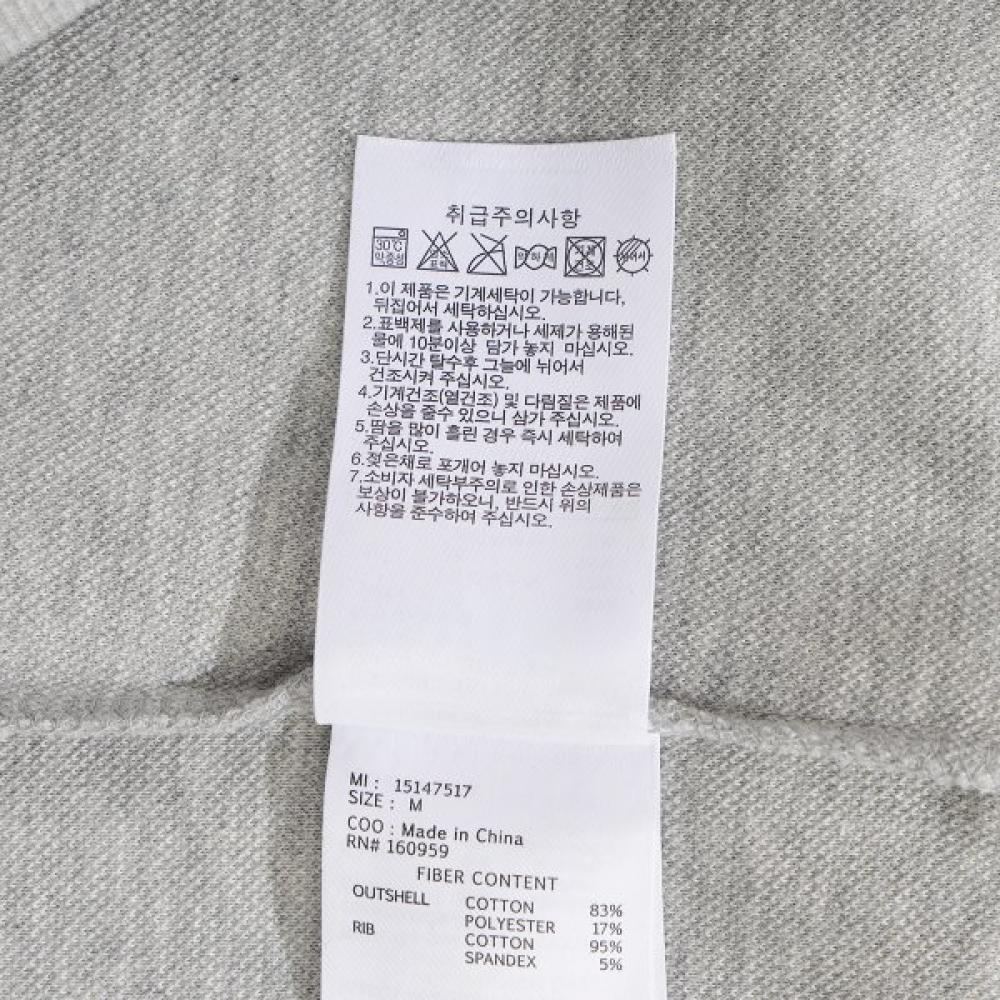 취급주의사항
30℃
약중성
1.이 제품은 기계세탁이 가능합니다,
뒤집어서 세탁하십시오.
2.표백제를 사용하거나 세제가 용해된
물에 10분이상 담가 놓지 마십시오.
3.단시간 탈수후 그늘에 뉘어서
건조시켜 주십시오.
4.기계건조(열건조) 및 다림질은 제품에
손상을 줄수 있으니 삼가 주십시오.
5.땀을 많이 흘린 경우 즉시 세탁하여
주십시오.
6.젖은채로 포개어 놓지 마십시오.
7.소비자 세탁부주의로 인한 손상제품은
보상이 불가하오니, 반드시 위의
사항을 준수하여 주십시오.
MI : 15147517
SIZE : M
COO : Made in China
RN# 160959
FIBER CONTENT
OUTSHELL COTTON 83%
POLYESTER 17%
RIB COTTON 95%
SPANDEX 5%